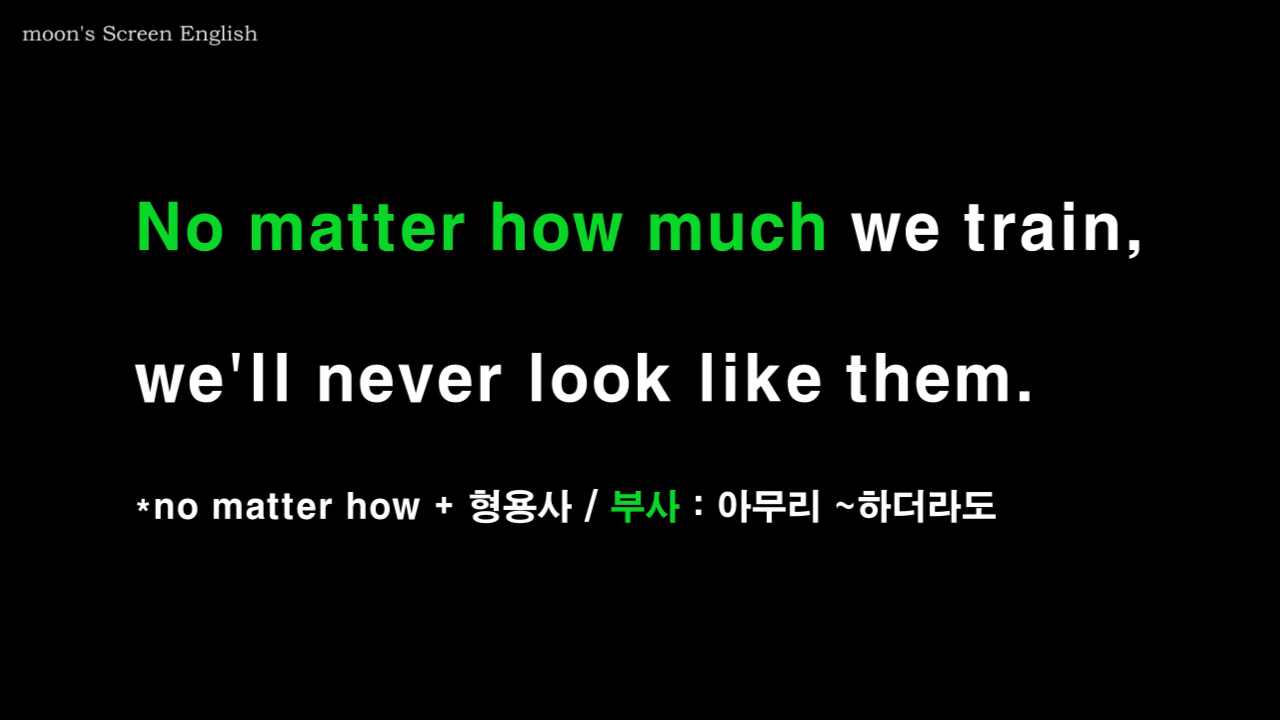 moon's Screen English
No matter how much we train,
we'll never look like them.
*no matter how + 형용사 / 부사 : 아무리 ~하더라도